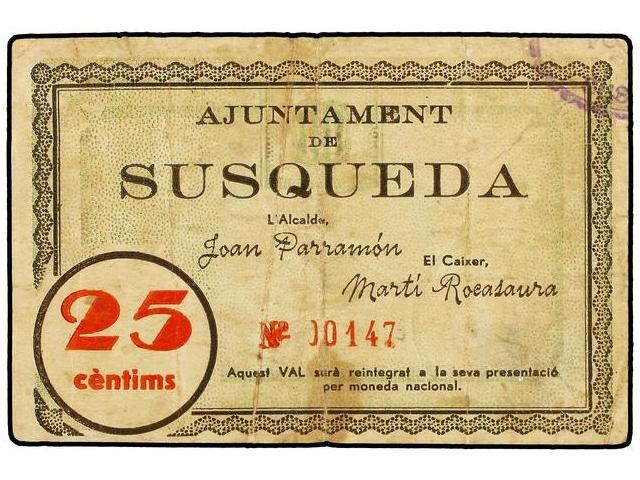 AJUNTAMENT
DE
SUSQUEDA
L'Alcalde,
Joan Parramón
El Caixer,
Martí Rocasaura
25
cèntims
Nº 00147
Aquest VAL serà reintegrat a la seva presentació
per moneda nacional.